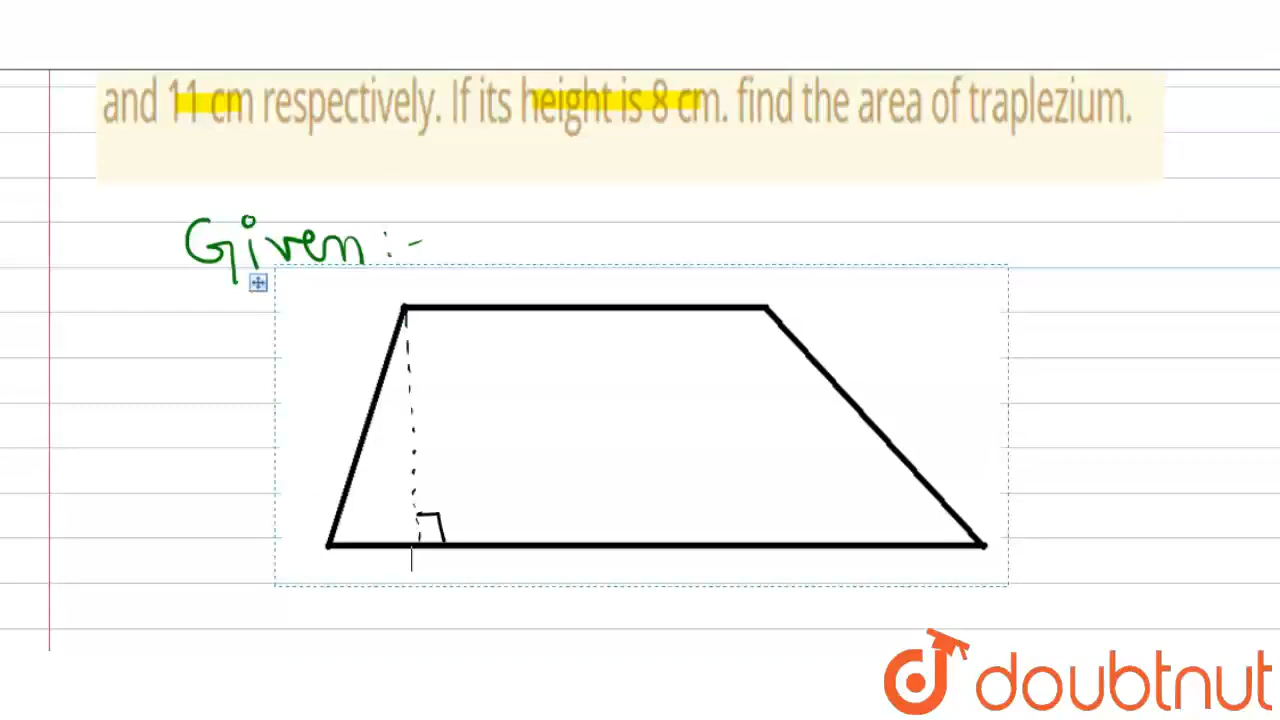 and 11 cm respectively. If its height is 8 cm. find the area of traplezium.
Given :-
doubtnut